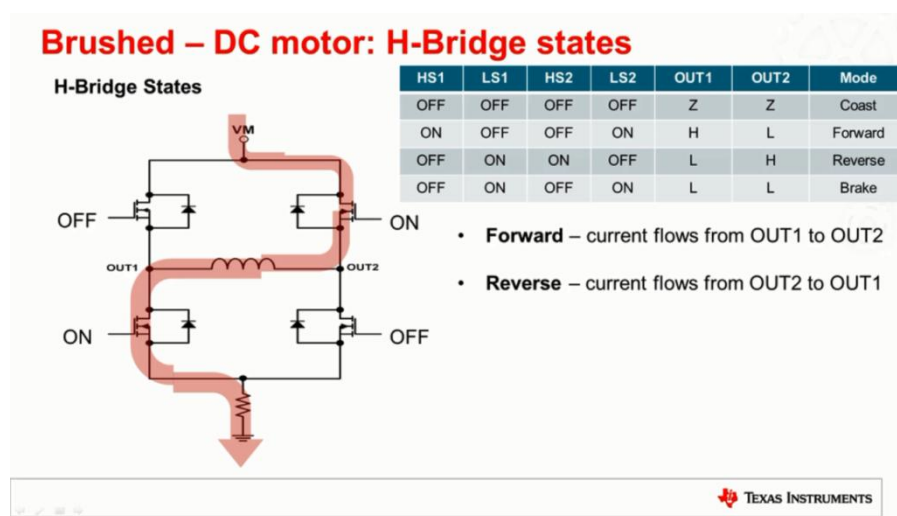 Brushed – DC motor: H-Bridge states
H-Bridge States
HS1 LS1 HS2 LS2 OUT1 OUT2 Mode
OFF OFF OFF OFF Z Z Coast
ON OFF OFF ON H L Forward
OFF ON ON OFF L H Reverse
OFF ON OFF ON L L Brake
VM
OFF
ON
OUT1
OUT2
ON
OFF
• Forward – current flows from OUT1 to OUT2
• Reverse – current flows from OUT2 to OUT1
TEXAS INSTRUMENTS